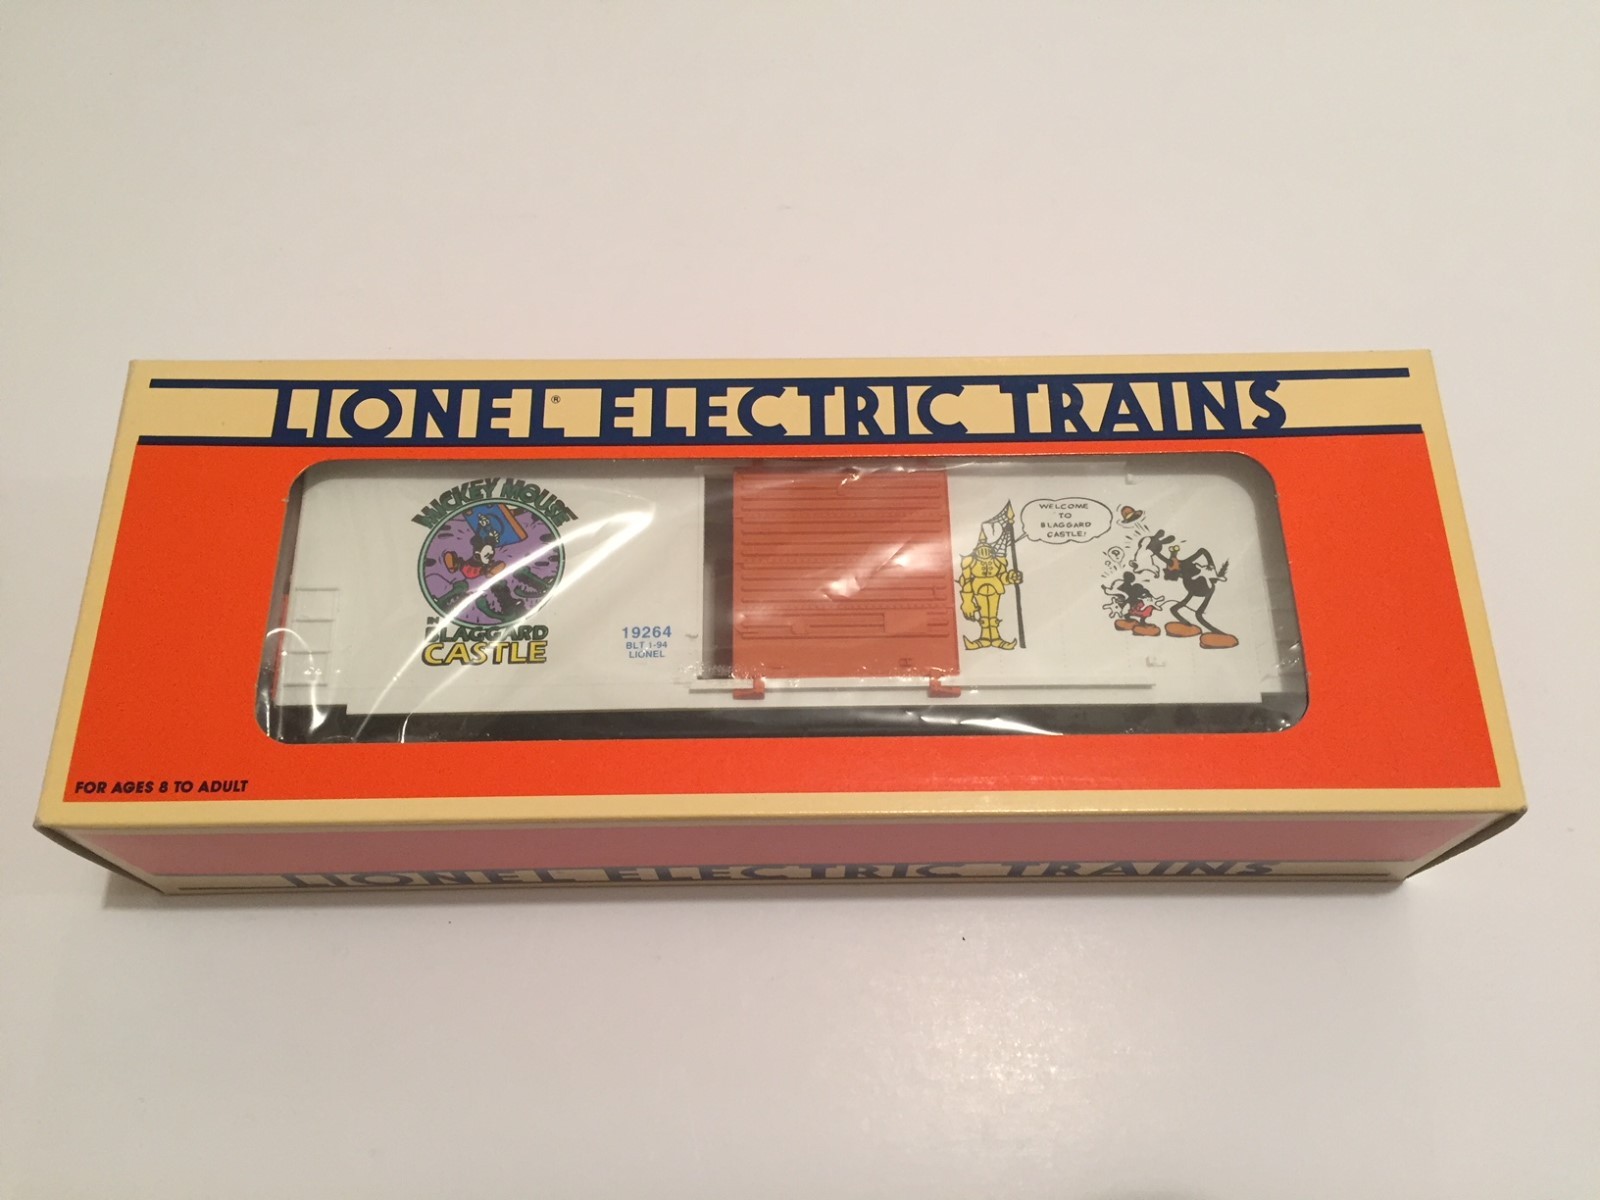 LIONEL® ELECTRIC TRAINS
MICKEY MOUSE
IN
BLAGGARD
CASTLE
19264
BLT 1-94
LIONEL
WELCOME
TO
BLAGGARD
CASTLE!
FOR AGES 8 TO ADULT
LIONEL ELECTRIC TRAINS